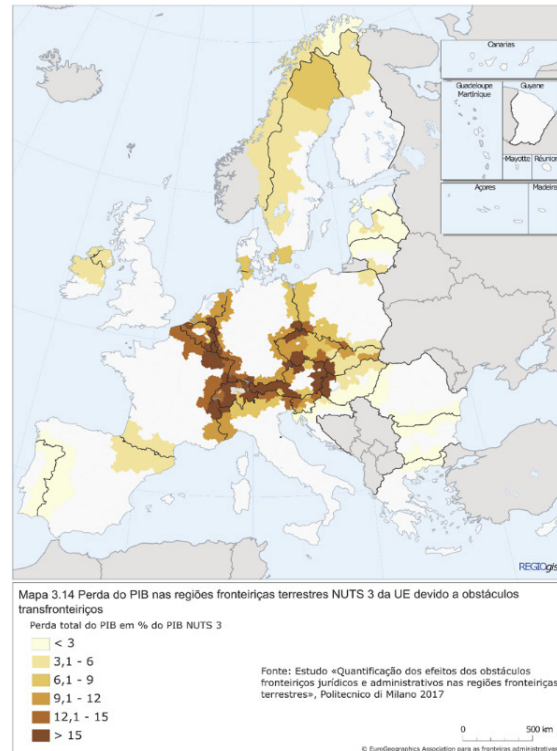 Canarias
Guadeloupe
Martinique
Guyane
Mayotte
Réunion
Açores
Madeira
REGIOgis
Mapa 3.14 Perda do PIB nas regiões fronteiriças terrestres NUTS 3 da UE devido a obstáculos
transfronteiriços
Perda total do PIB em % do PIB NUTS 3
< 3
3,1 - 6
6,1 - 9
9,1 - 12
12,1 - 15
> 15
Fonte: Estudo «Quantificação dos efeitos dos obstáculos
fronteiriços jurídicos e administrativos nas regiões fronteiriças
terrestres», Politecnico di Milano 2017
0 500 km
© EuroGeographics Association para as fronteiras administrativas